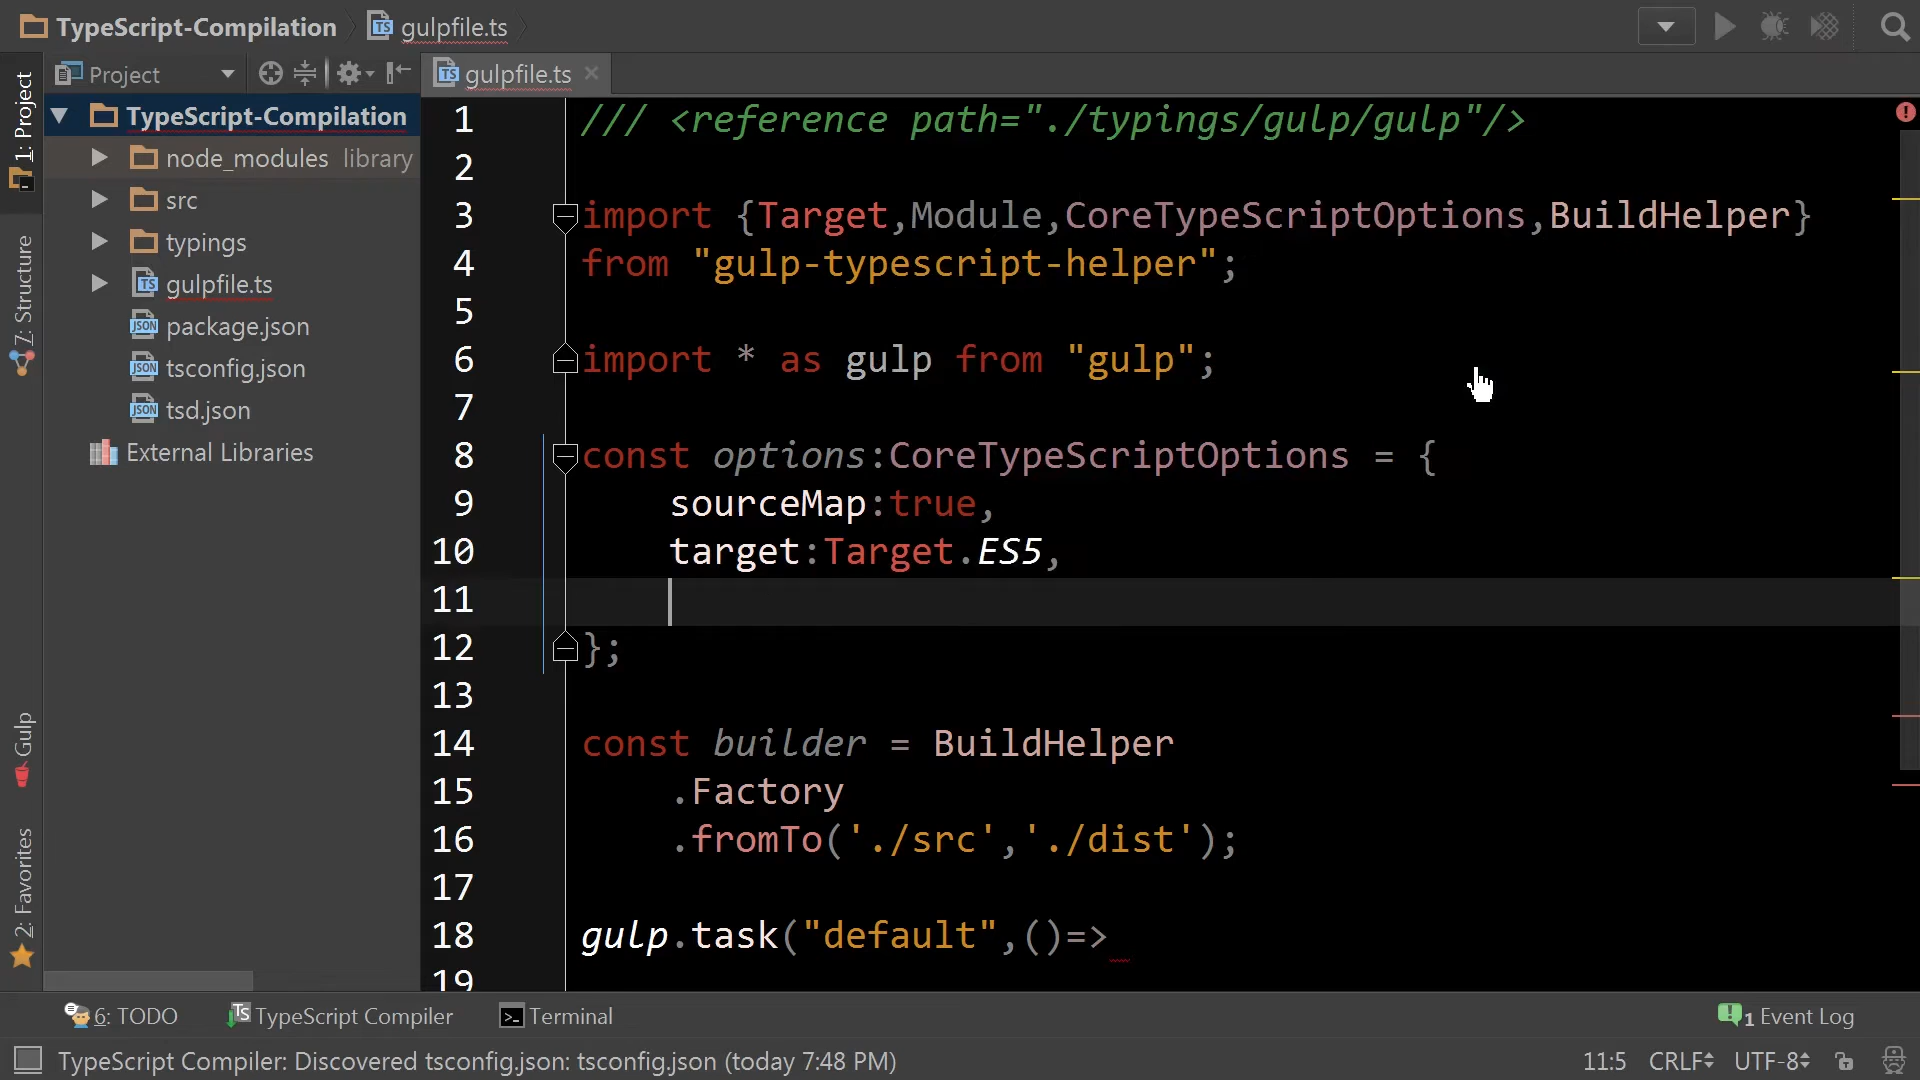 TypeScript-Compilation
gulpfile.ts
1: Project
7: Structure
Gulp
2: Favorites
Project
TypeScript-Compilation
node_modules library
src
typings
gulpfile.ts
package.json
tsconfig.json
tsd.json
External Libraries
gulpfile.ts
1 /// <reference path="./typings/gulp/gulp"/>
2
3 import {Target,Module,CoreTypeScriptOptions,BuildHelper}
4 from "gulp-typescript-helper";
5
6 import * as gulp from "gulp";
7
8 const options:CoreTypeScriptOptions = {
9 sourceMap:true,
10 target:Target.ES5,
11
12 };
13
14 const builder = BuildHelper
15 .Factory
16 .fromTo('./src','./dist');
17
18 gulp.task("default",()=>
19
6: TODO
TypeScript Compiler
Terminal
1 Event Log
TypeScript Compiler: Discovered tsconfig.json: tsconfig.json (today 7:48 PM)
11:5 CRLF UTF-8